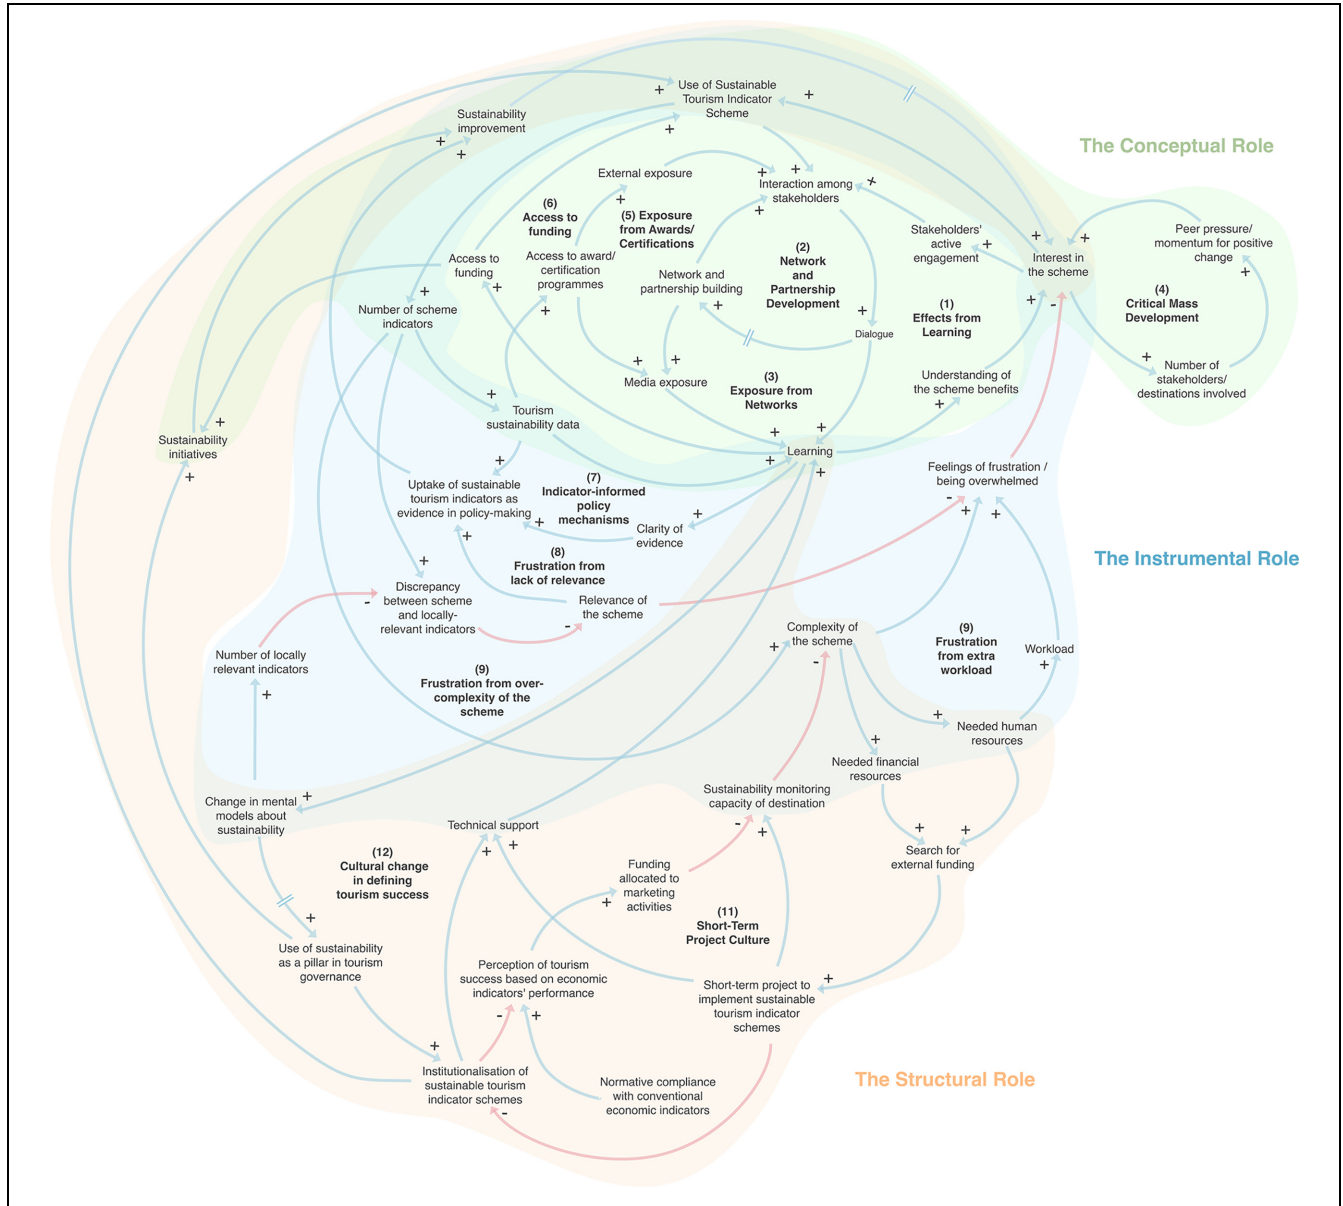 Use of Sustainable
Tourism Indicator
Scheme
+
+
+
Sustainability
improvement
+
+
The Conceptual Role
External exposure
+
+
+
+
+
Interaction among
stakeholders
+
(6)
Access to
funding
(5) Exposure
from Awards/
Certifications
Stakeholders'
active
engagement
+
+
+
Peer pressure/
momentum for positive
change
+
Access to
funding
+
Access to award/
certification
programmes
+
Network and
partnership building
+
(2)
Network
and
Partnership
Development
Interest in
the scheme
+
-
(4)
Critical Mass
Development
+
Number of scheme
indicators
(1)
Effects from
Learning
+
Dialogue
+
+
Media exposure
+
Number of
stakeholders/
destinations involved
(3)
Exposure from
Networks
Understanding of
the scheme benefits
+
+
Tourism
sustainability data
+
+
Sustainability
initiatives
+
+
+
Learning
+
+
Uptake of sustainable
tourism indicators as
evidence in policy-making
+
+
(7)
Indicator-informed
policy
mechanisms
Feelings of frustration /
being overwhelmed
-
+
+
+
Clarity of
evidence
+
The Instrumental Role
(8)
Frustration from
lack of relevance
+
Discrepancy
between scheme
and locally-
relevant indicators
-
Relevance of
the scheme
-
Number of locally
relevant indicators
+
(9)
Frustration from over-
complexity of the
scheme
Complexity of
the scheme
+
-
(9)
Frustration
from extra
workload
Workload
+
+
Needed human
resources
+
Needed financial
resources
Change in mental
models about
sustainability
+
Sustainability monitoring
capacity of destination
-
+
Technical support
+
+
+
+
Search for
external funding
(12)
Cultural change
in defining
tourism success
Funding
allocated to
marketing
activities
+
(11)
Short-Term
Project Culture
+
Use of sustainability
as a pillar in tourism
governance
Perception of tourism
success based on economic
indicators' performance
-
+
+
Short-term project to
implement sustainable
tourism indicator
schemes
+
Institutionalisation of
sustainable tourism
indicator schemes
-
Normative compliance
with conventional
economic indicators
The Structural Role